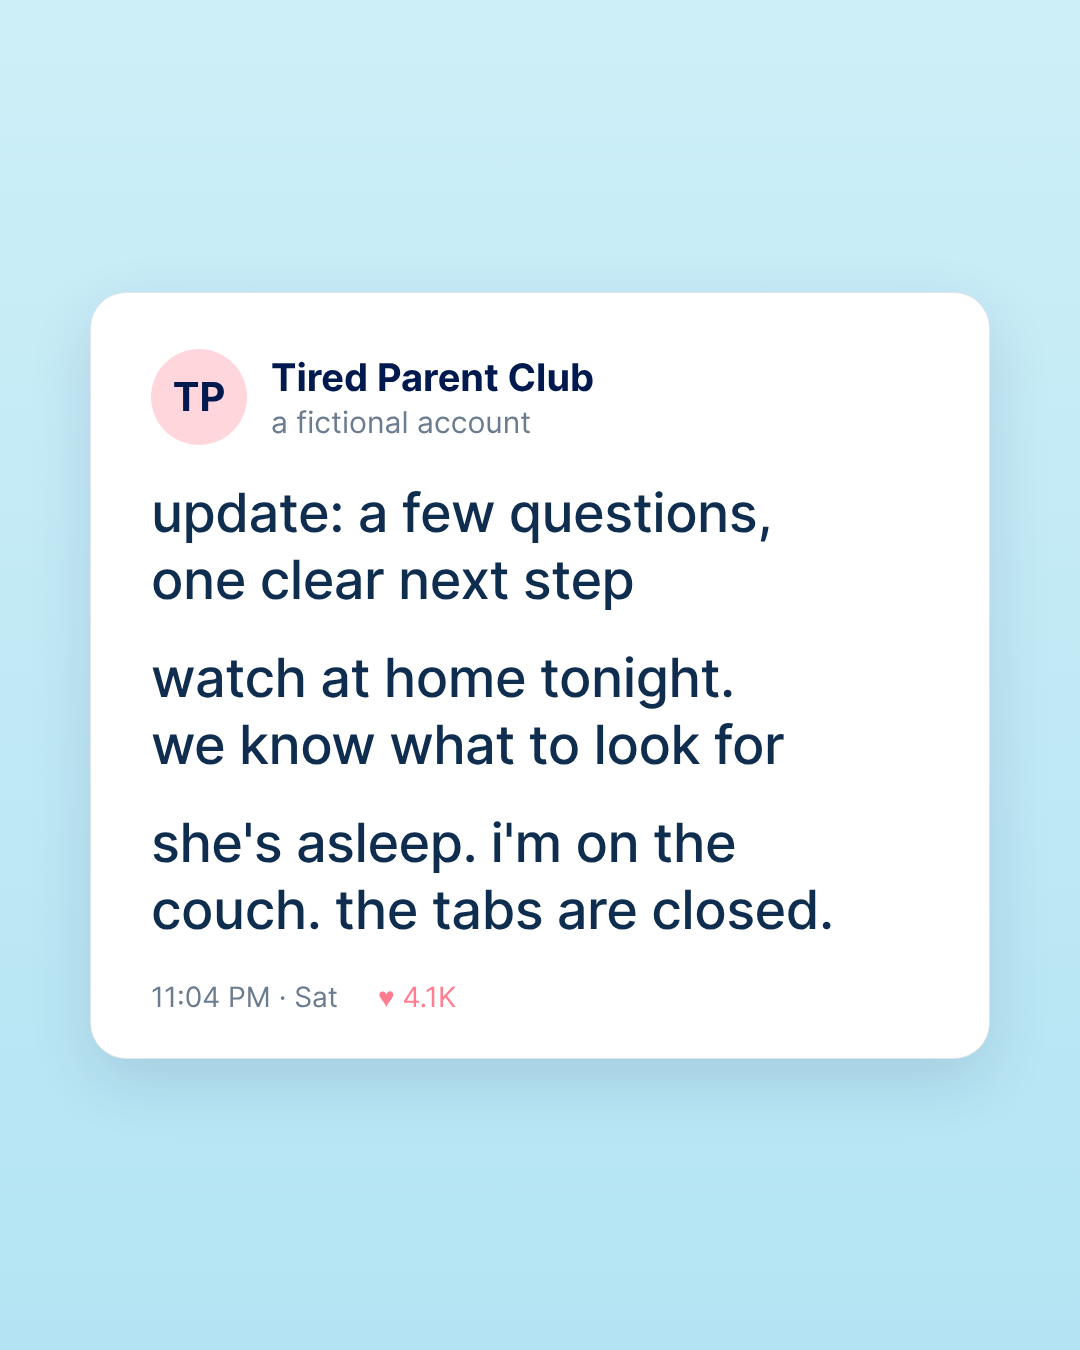 TP
Tired Parent Club
a fictional account
update: a few questions,
one clear next step
watch at home tonight.
we know what to look for
she's asleep. i'm on the
couch. the tabs are closed.
11:04 PM · Sat ♥ 4.1K